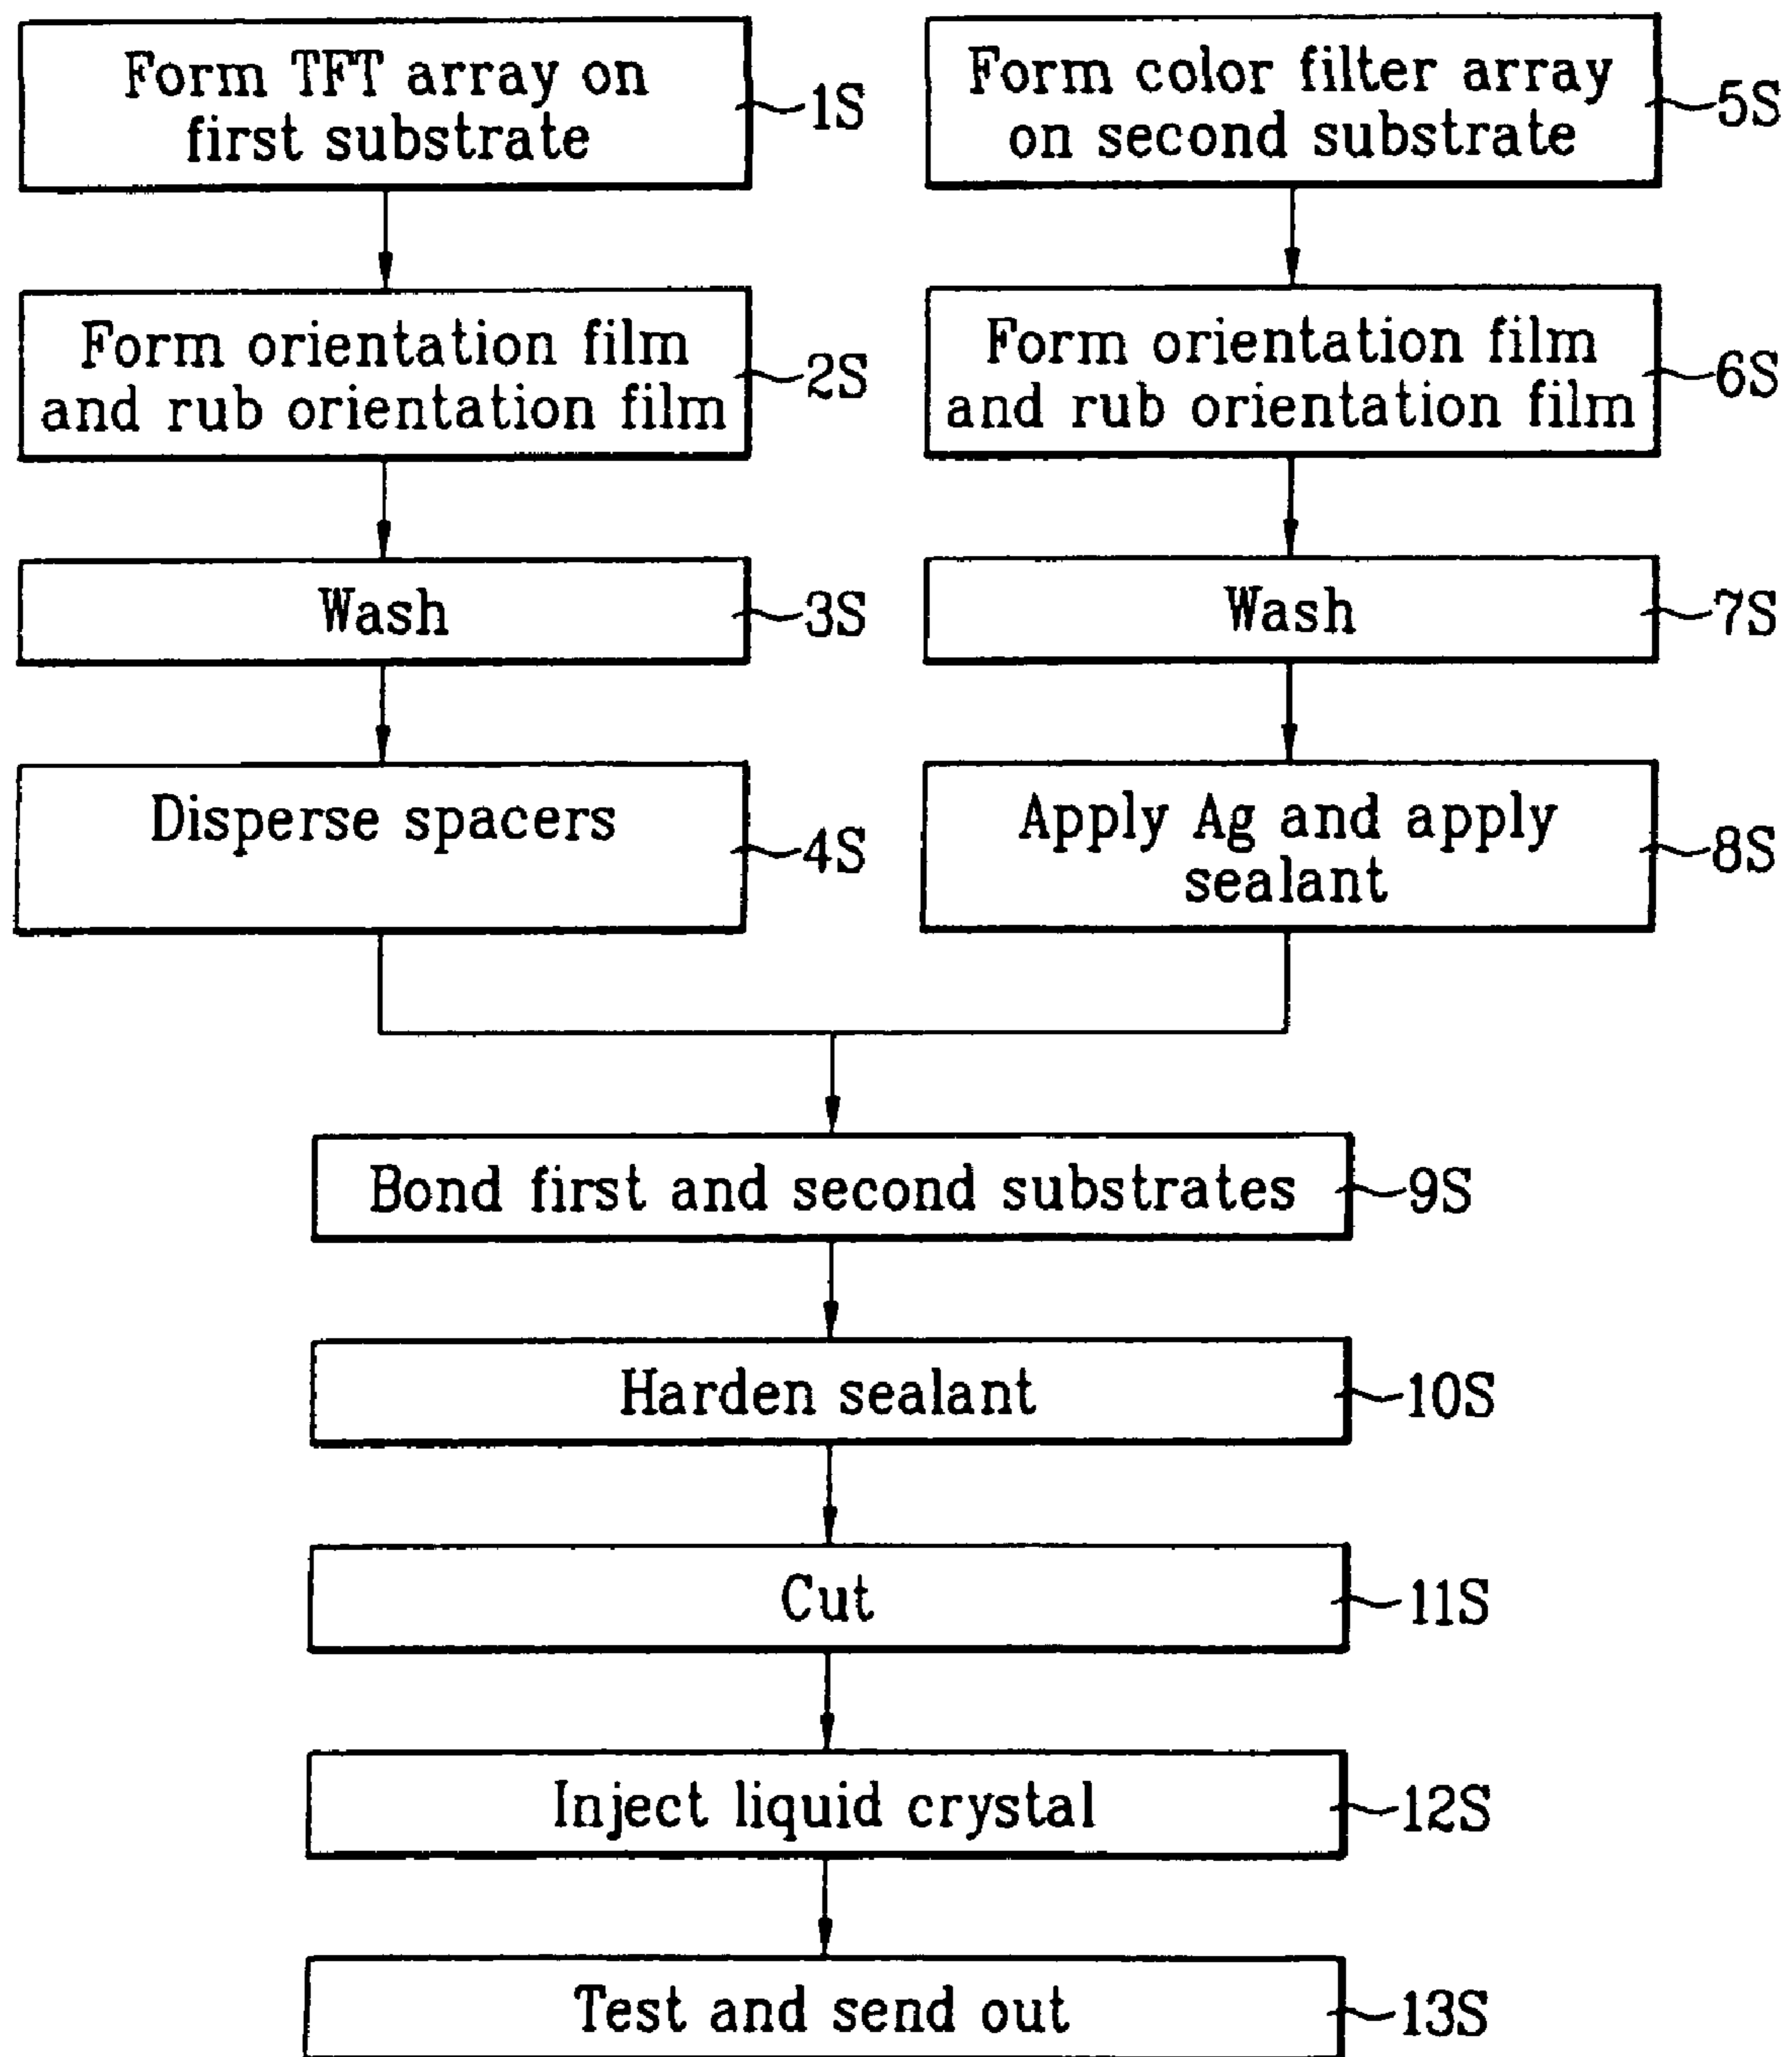 Form TFT array on
first substrate
1S
Form orientation film
and rub orientation film
2S
Wash
3S
Disperse spacers
4S
Form color filter array
on second substrate
5S
Form orientation film
and rub orientation film
6S
Wash
7S
Apply Ag and apply
sealant
8S
Bond first and second substrates
9S
Harden sealant
10S
Cut
11S
Inject liquid crystal
12S
Test and send out
13S